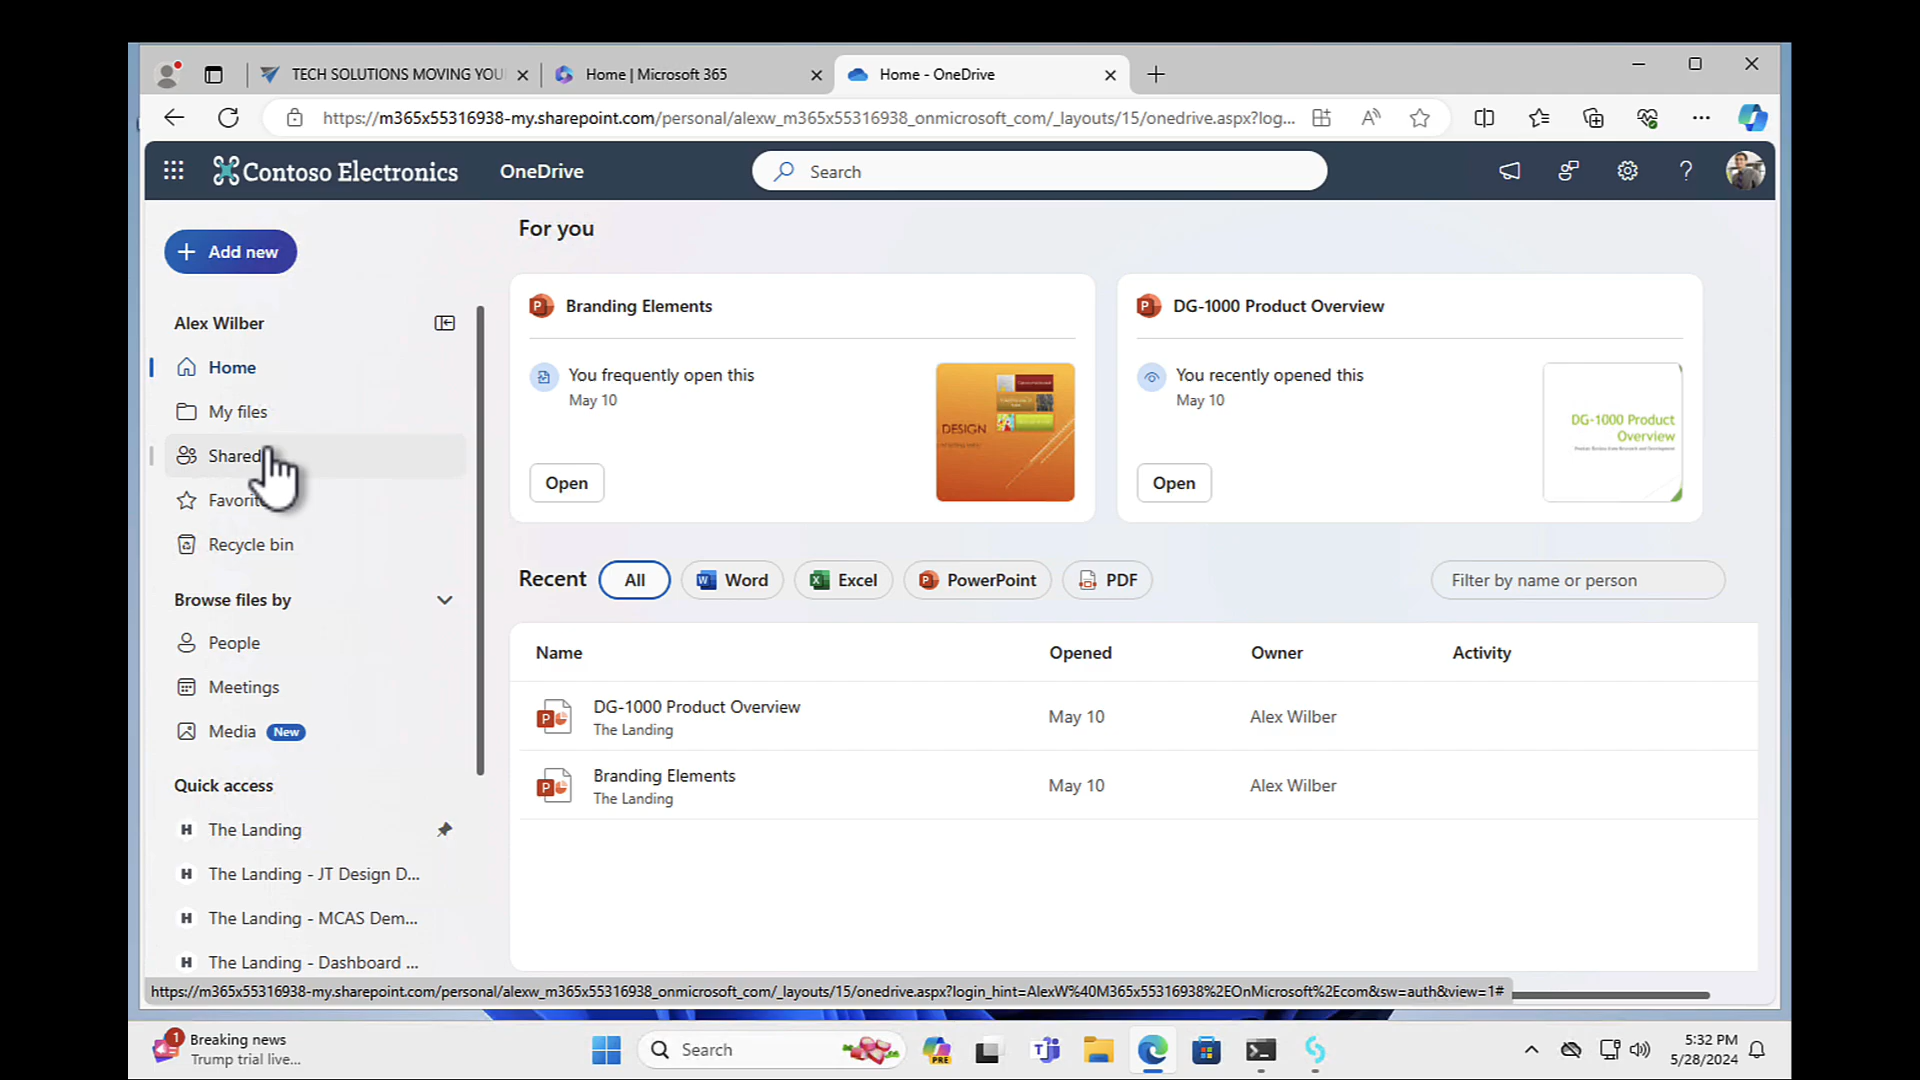 TECH SOLUTIONS MOVING YOU
Home | Microsoft 365
Home - OneDrive
https://m365x55316938-my.sharepoint.com/personal/alexw_m365x55316938_onmicrosoft_com/_layouts/15/onedrive.aspx?log...
Contoso Electronics
OneDrive
Search
Add new
Alex Wilber
Home
My files
Shared
Recycle bin
Browse files by
People
Meetings
Media New
Quick access
The Landing
The Landing - JT Design D...
The Landing - MCAS Dem...
The Landing - Dashboard ...
For you
Branding Elements
You frequently open this
May 10
DESIGN
Open
DG-1000 Product Overview
You recently opened this
May 10
DG-1000 Product
Overview
Open
Recent All Word Excel PowerPoint PDF Filter by name or person
Name Opened Owner Activity
DG-1000 Product Overview
The Landing
May 10 Alex Wilber
Branding Elements
The Landing
May 10 Alex Wilber
https://m365x55316938-my.sharepoint.com/personal/alexw_m365x55316938_onmicrosoft_com/_layouts/15/onedrive.aspx?login_hint=AlexW%40M365x55316938%2EOnMicrosoft%2Ecom&sw=auth&view=1#
1
Breaking news
Trump trial live...
Search
PRE
5:32 PM
5/28/2024